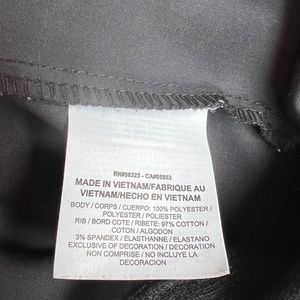 RN#56323 - CA#05553
MADE IN VIETNAM/FABRIQUE AU
VIETNAM/HECHO EN VIETNAM
BODY / CORPS / CUERPO: 100% POLYESTER /
POLYESTER / POLIESTER
RIB / BORD COTE / RIBETE: 97% COTTON /
COTON / ALGODON
3% SPANDEX / ELASTHANNE / ELASTANO
EXCLUSIVE OF DECORATION / DECORATION
NON COMPRISE / NO INCLUYE LA
DECORACION